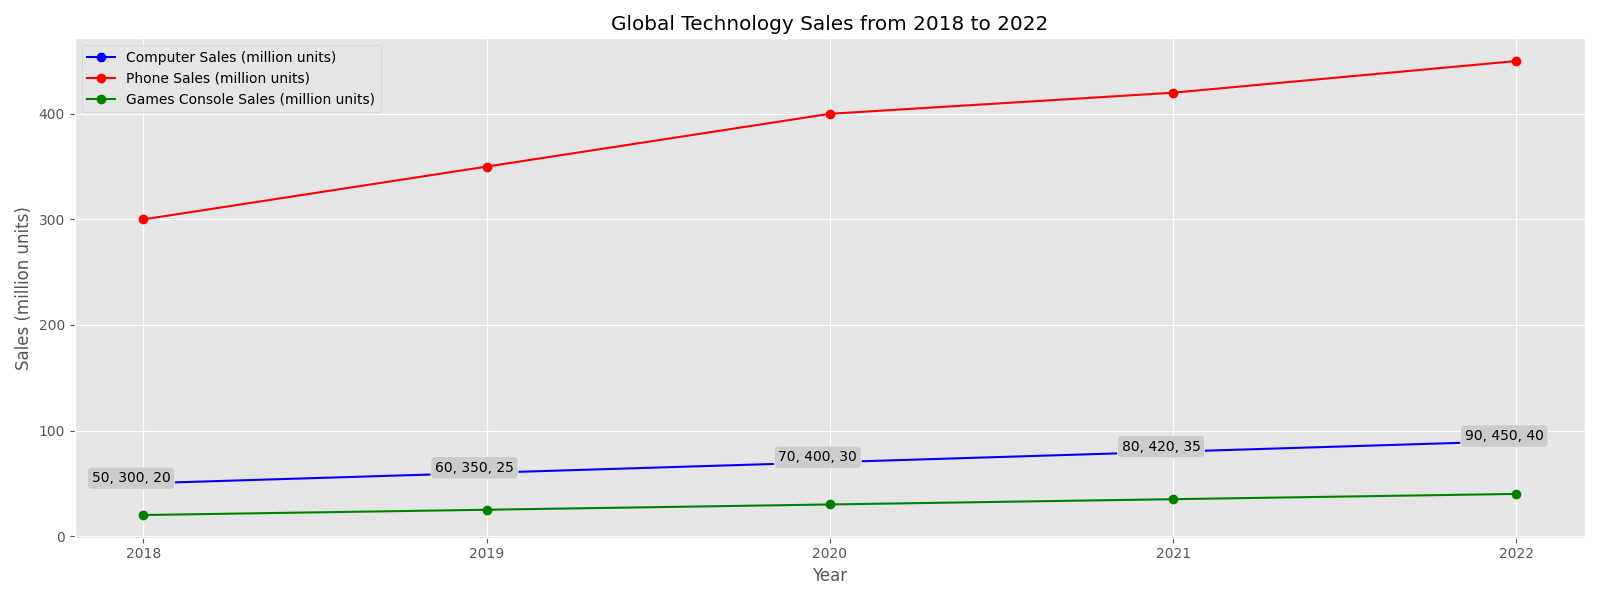 Global Technology Sales from 2018 to 2022
Computer Sales (million units)
Phone Sales (million units)
Games Console Sales (million units)
Sales (million units)
400
300
200
100
0
50, 300, 20
60, 350, 25
70, 400, 30
80, 420, 35
90, 450, 40
2018
2019
2020
2021
2022
Year